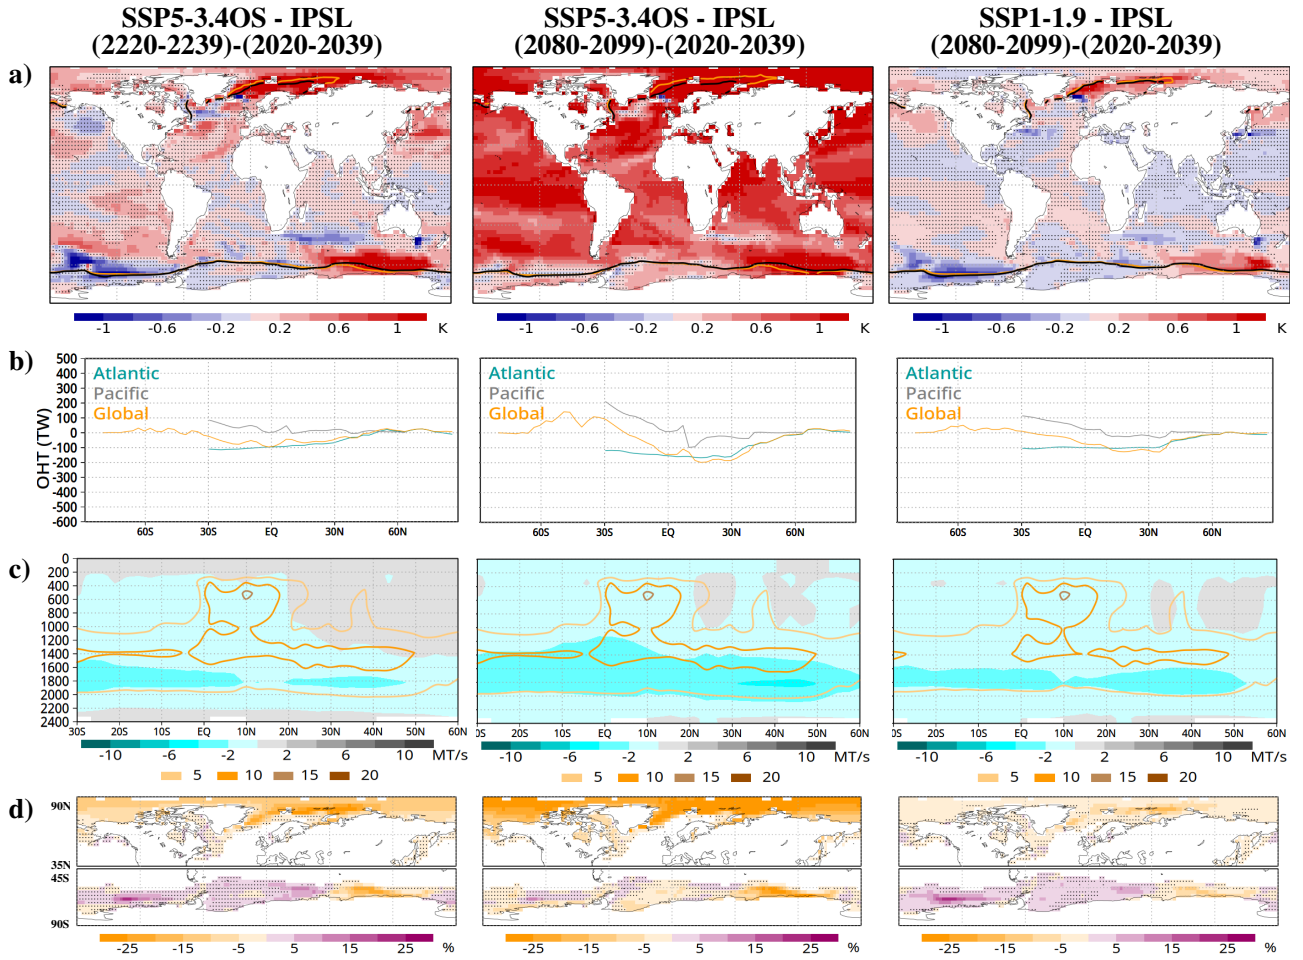 SSP5-3.4OS - IPSL SSP5-3.4OS - IPSL SSP1-1.9 - IPSL
(2220-2239)-(2020-2039) (2080-2099)-(2020-2039) (2080-2099)-(2020-2039)
a)
-1 -0.6 -0.2 0.2 0.6 1 K -1 -0.6 -0.2 0.2 0.6 1 K -1 -0.6 -0.2 0.2 0.6 1 K
b)
OHT (TW)
500
400
300
200
100
0
-100
-200
-300
-400
-500
-600
Atlantic
Pacific
Global
60S 30S EQ 30N 60N
Atlantic
Pacific
Global
60S 30S EQ 30N 60N
Atlantic
Pacific
Global
60S 30S EQ 30N 60N
c)
0
200
400
600
800
1000
1200
1400
1600
1800
2000
2200
2400
30S 20S 10S EQ 10N 20N 30N 40N 50N 60N
30S 20S 10S EQ 10N 20N 30N 40N 50N 60N
20S 10S EQ 10N 20N 30N 40N 50N 60N
-10 -6 -2 2 6 10 MT/s -10 -6 -2 2 6 10 MT/s -10 -6 -2 2 6 10 MT/s
5 10 15 20 5 10 15 20 5 10 15 20
d)
90N
35N
45S
90S
-25 -15 -5 5 15 25 % -25 -15 -5 5 15 25 % -25 -15 -5 5 15 25 %